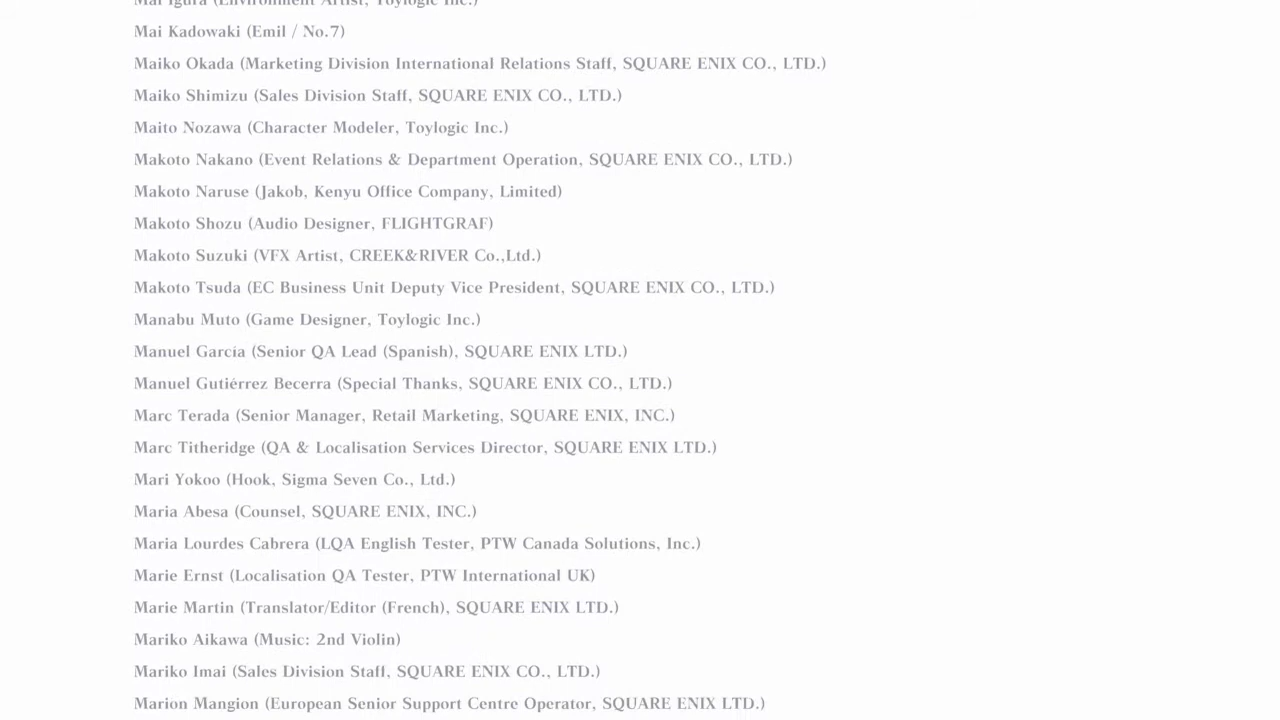 Mai Igura (Environment Artist, Toylogic Inc.)
Mai Kadowaki (Emil / No.7)
Maiko Okada (Marketing Division International Relations Staff, SQUARE ENIX CO., LTD.)
Maiko Shimizu (Sales Division Staff, SQUARE ENIX CO., LTD.)
Maito Nozawa (Character Modeler, Toylogic Inc.)
Makoto Nakano (Event Relations & Department Operation, SQUARE ENIX CO., LTD.)
Makoto Naruse (Jakob, Kenyu Office Company, Limited)
Makoto Shozu (Audio Designer, FLIGHTGRAF)
Makoto Suzuki (VFX Artist, CREEK&RIVER Co.,Ltd.)
Makoto Tsuda (EC Business Unit Deputy Vice President, SQUARE ENIX CO., LTD.)
Manabu Muto (Game Designer, Toylogic Inc.)
Manuel García (Senior QA Lead (Spanish), SQUARE ENIX LTD.)
Manuel Gutiérrez Becerra (Special Thanks, SQUARE ENIX CO., LTD.)
Marc Terada (Senior Manager, Retail Marketing, SQUARE ENIX, INC.)
Marc Titheridge (QA & Localisation Services Director, SQUARE ENIX LTD.)
Mari Yokoo (Hook, Sigma Seven Co., Ltd.)
Maria Abesa (Counsel, SQUARE ENIX, INC.)
Maria Lourdes Cabrera (LQA English Tester, PTW Canada Solutions, Inc.)
Marie Ernst (Localisation QA Tester, PTW International UK)
Marie Martin (Translator/Editor (French), SQUARE ENIX LTD.)
Mariko Aikawa (Music: 2nd Violin)
Mariko Imai (Sales Division Staff, SQUARE ENIX CO., LTD.)
Marion Mangion (European Senior Support Centre Operator, SQUARE ENIX LTD.)